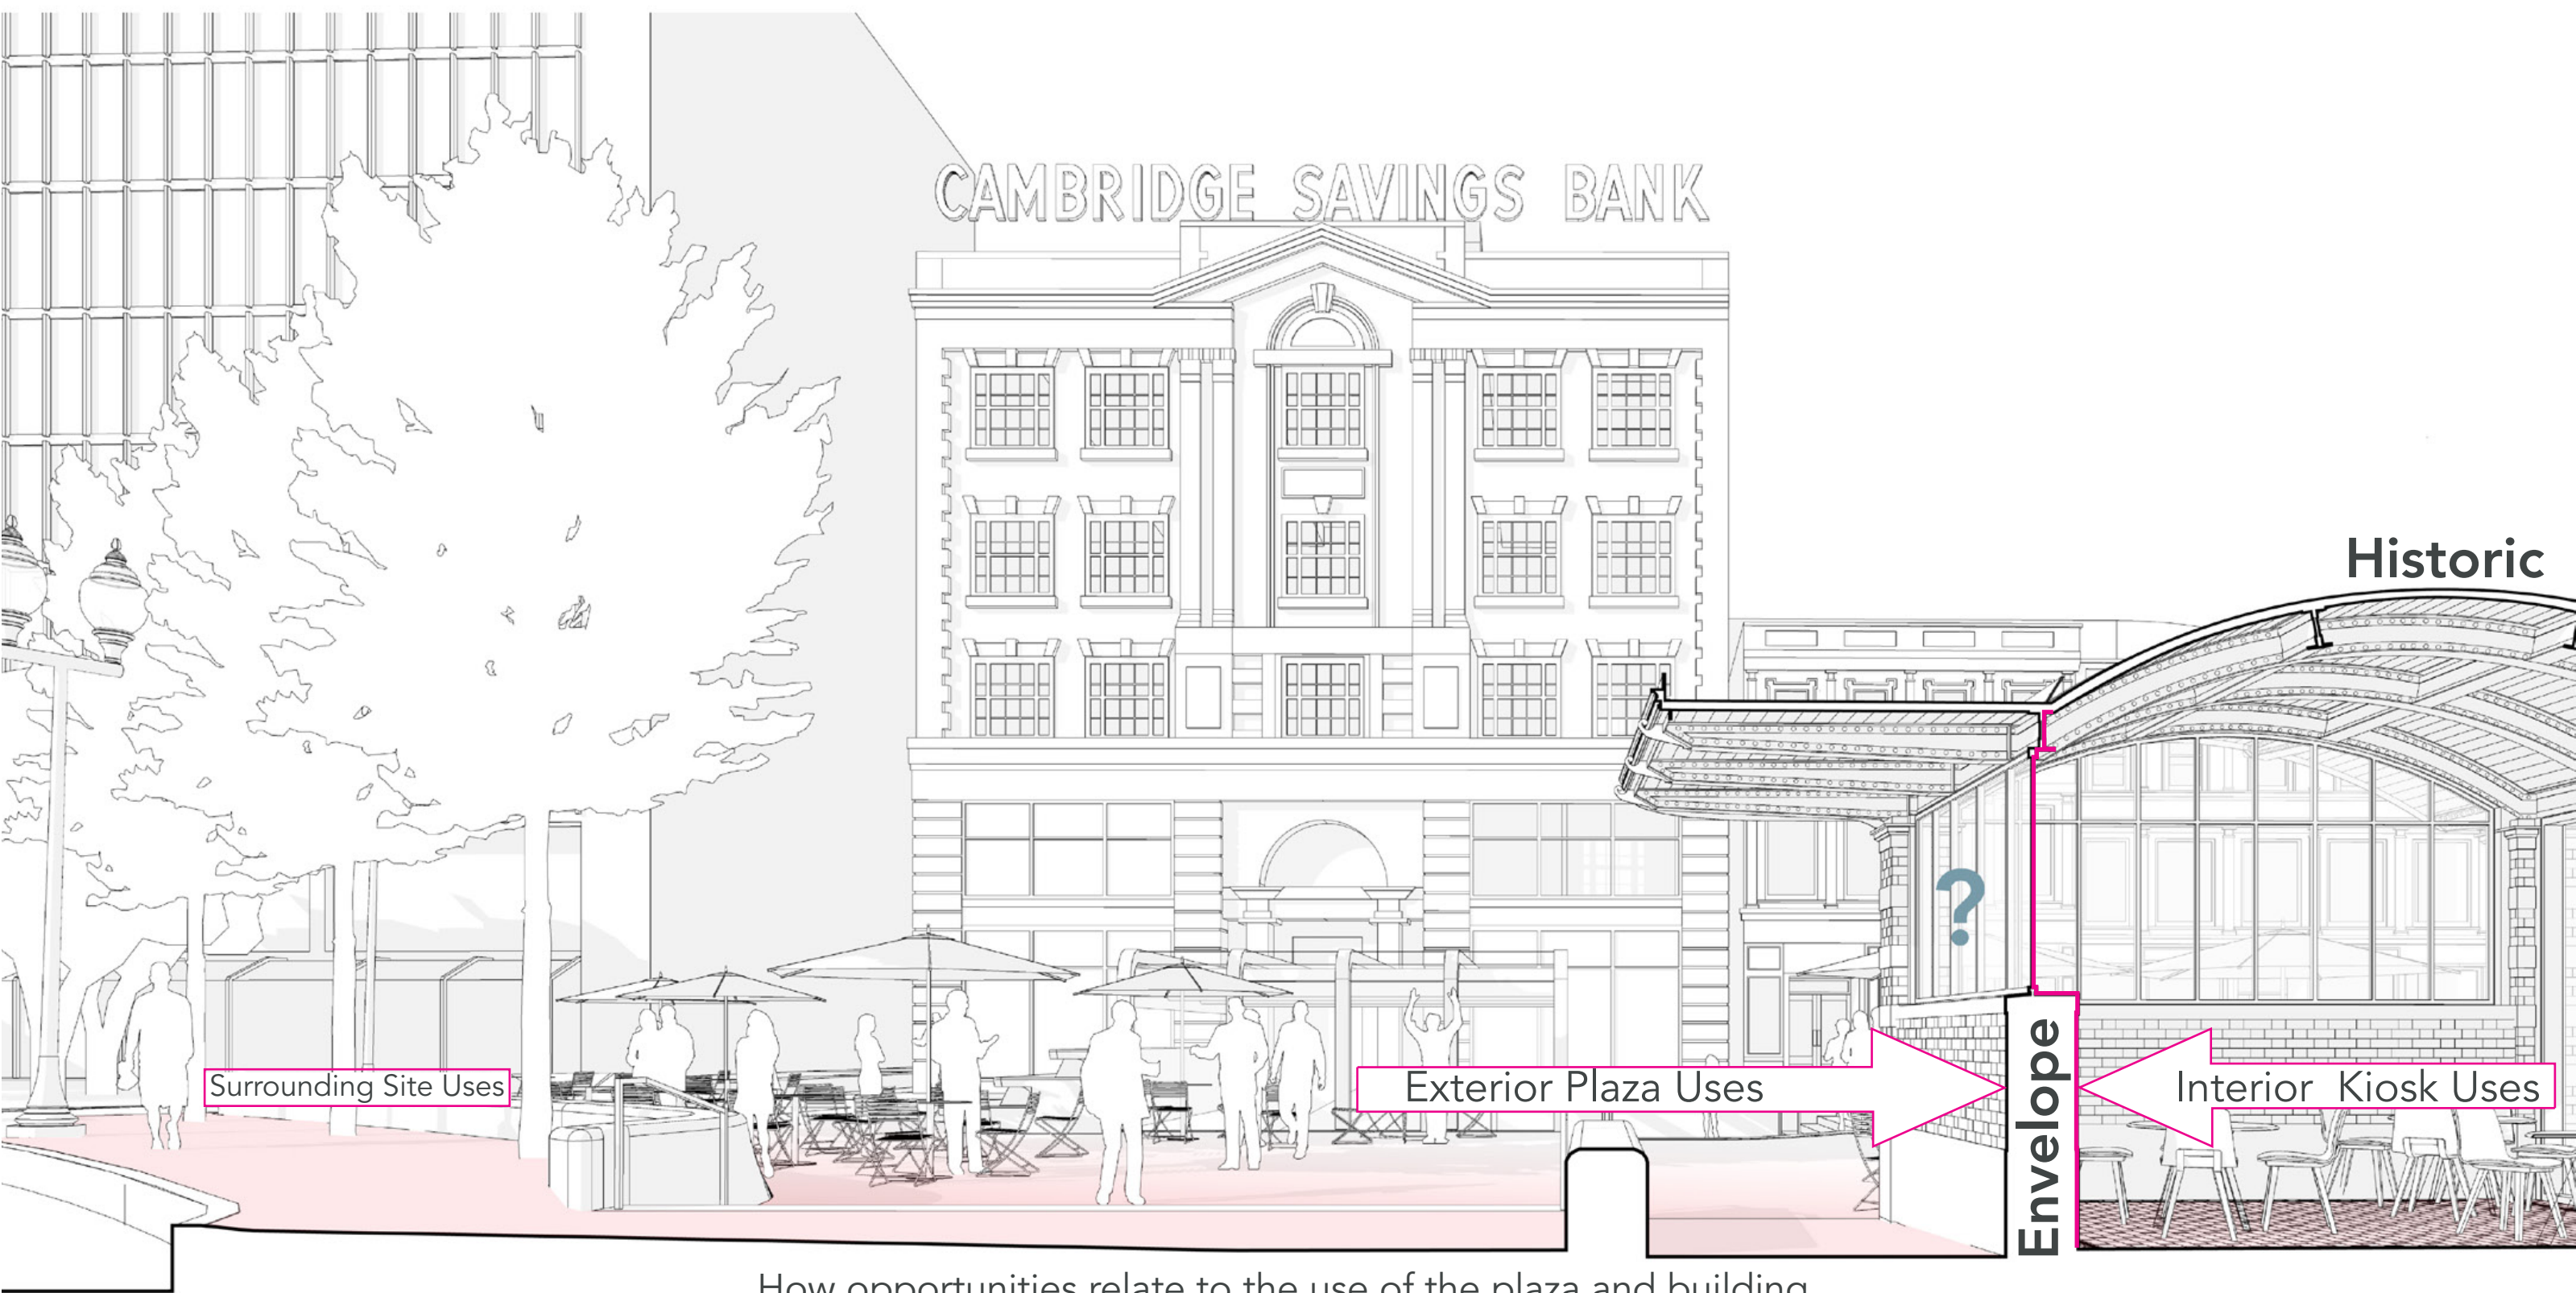 CAMBRIDGE SAVINGS BANK
Historic
?
Surrounding Site Uses
Exterior Plaza Uses
Envelope
Interior Kiosk Uses
How opportunities relate to the use of the plaza and building